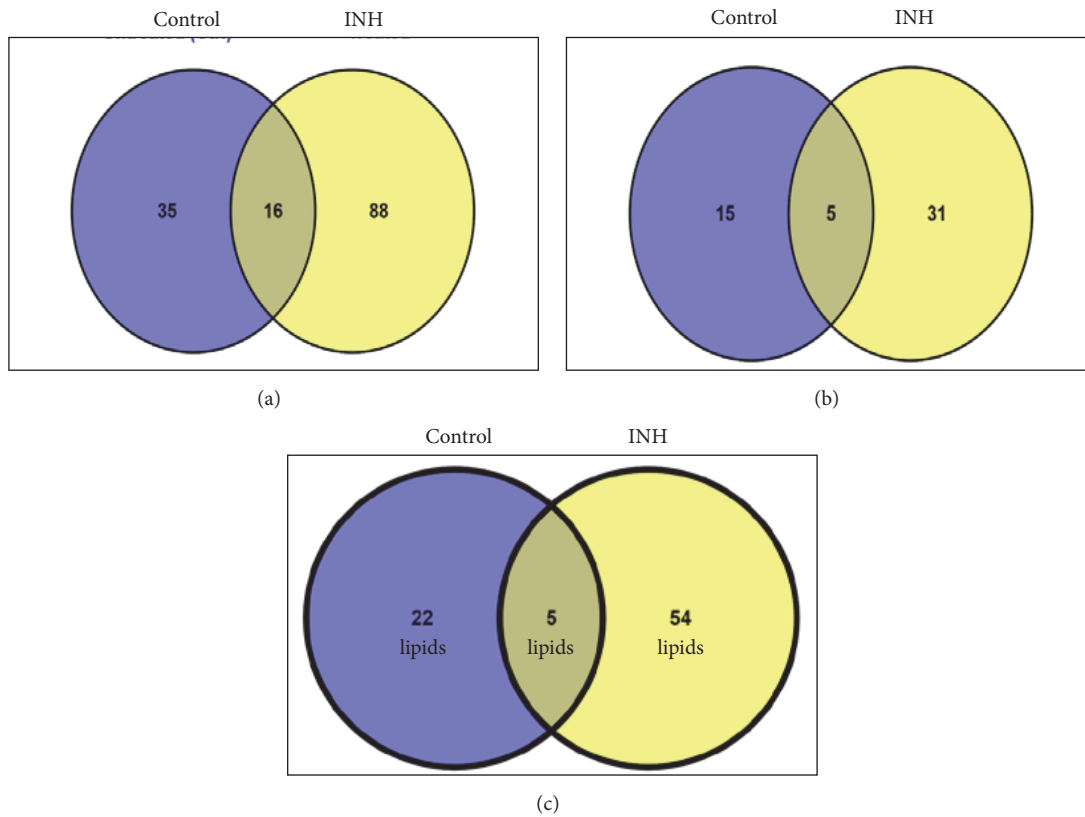 Control INH
35 16 88
(a)
Control INH
15 5 31
(b)
Control INH
22 5 54
lipids lipids lipids
(c)